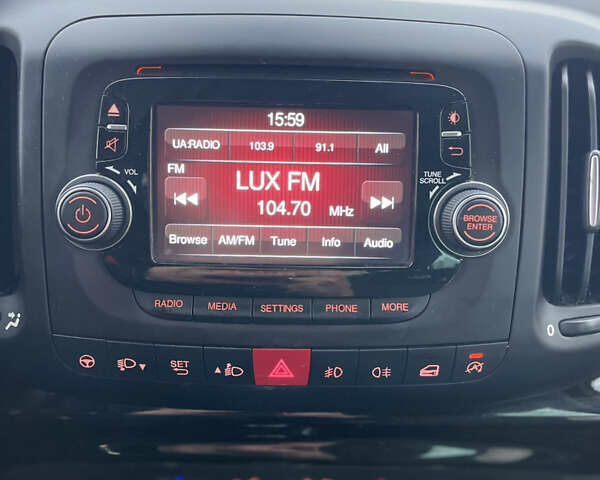 15:59
UA:RADIO 103.9 91.1 All
FM
LUX FM
104.70 MHz
Browse AM/FM Tune Info Audio
VOL
TUNE
SCROLL
BROWSE
ENTER
RADIO MEDIA SETTINGS PHONE MORE
SET
0